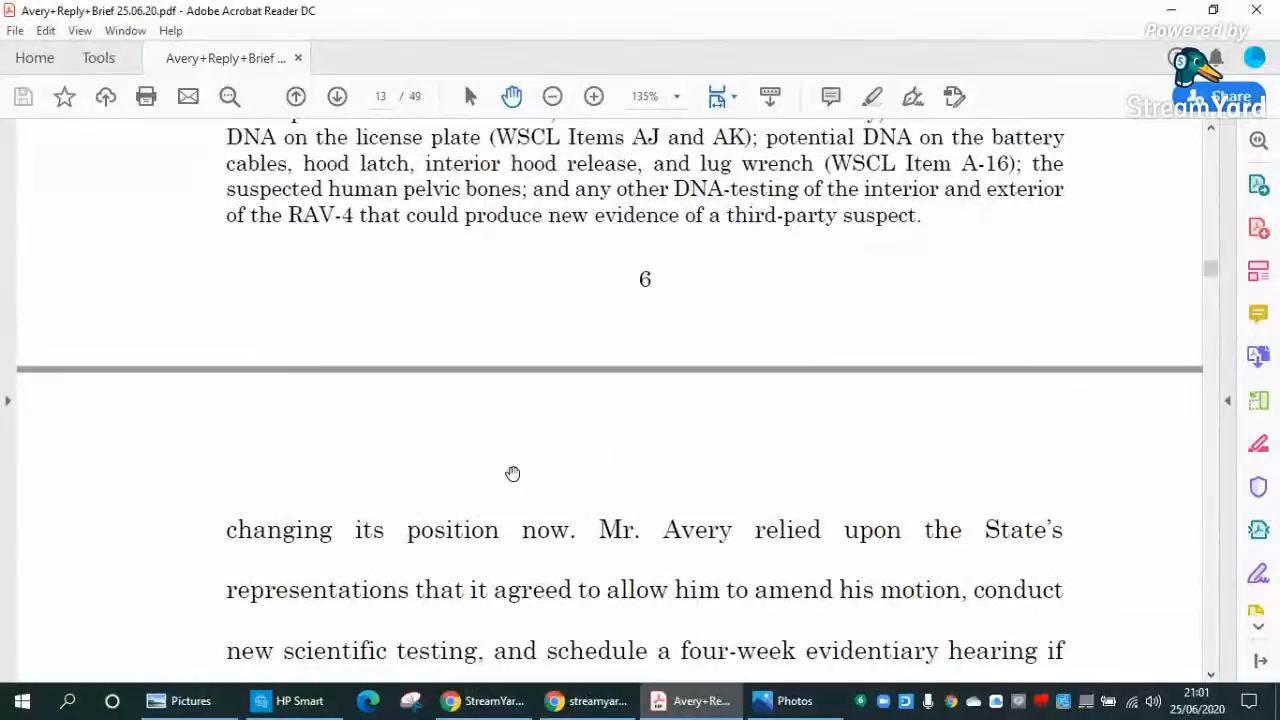 Avery+Reply+Brief 25.06.20.pdf - Adobe Acrobat Reader DC
File Edit View Window Help
Powered by
Home Tools Avery+Reply+Brief ... ×
13 / 49 135% Share
StreamYard
DNA on the license plate (WSCL Items AJ and AK); potential DNA on the battery
cables, hood latch, interior hood release, and lug wrench (WSCL Item A-16); the
suspected human pelvic bones; and any other DNA-testing of the interior and exterior
of the RAV-4 that could produce new evidence of a third-party suspect.
6
changing its position now. Mr. Avery relied upon the State's
representations that it agreed to allow him to amend his motion, conduct
new scientific testing, and schedule a four-week evidentiary hearing if
Pictures HP Smart StreamYar... streamyar... Avery+Re... Photos
21:01
25/06/2020